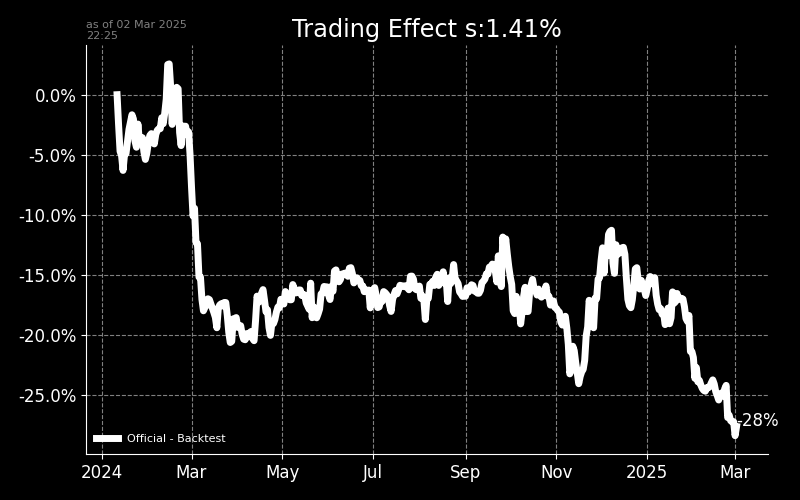 as of 02 Mar 2025
22:25
Trading Effect s:1.41%
0.0%
-5.0%
-10.0%
-15.0%
-20.0%
-25.0%
-28%
Official - Backtest
2024 Mar May Jul Sep Nov 2025 Mar